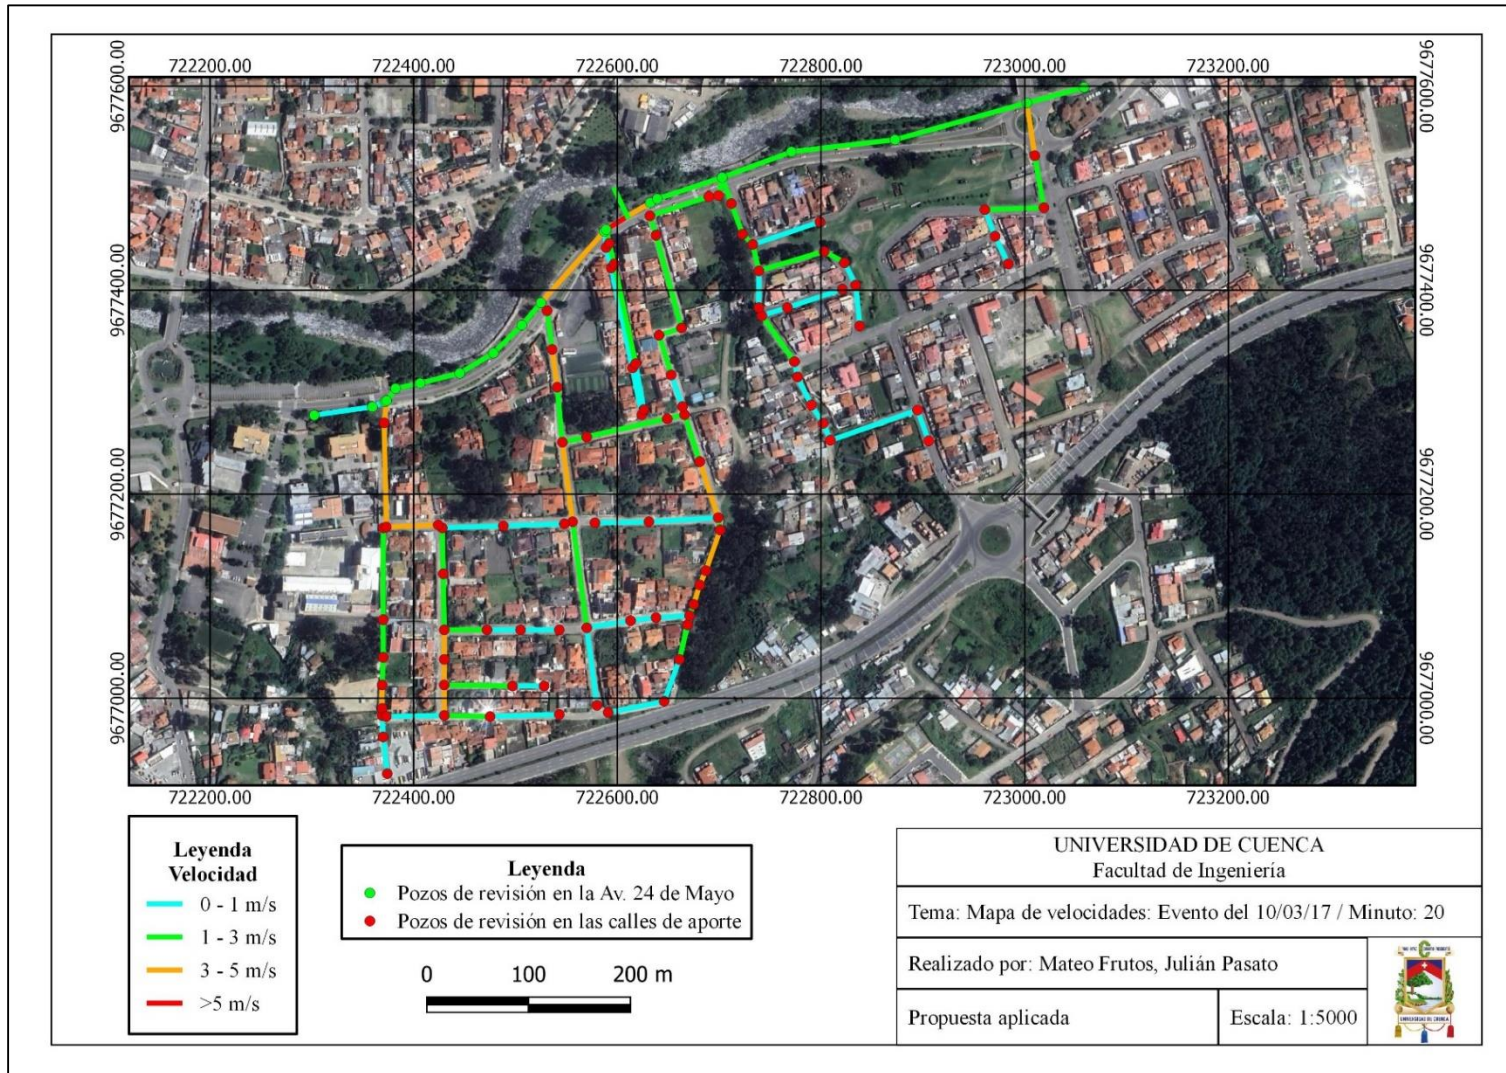 722200.00 722400.00 722600.00 722800.00 723000.00 723200.00
9677600.00 9677600.00
9677400.00 9677400.00
9677200.00 9677200.00
9677000.00 9677000.00
722200.00 722400.00 722600.00 722800.00 723000.00 723200.00
Leyenda
Velocidad
0 - 1 m/s
1 - 3 m/s
3 - 5 m/s
>5 m/s
Leyenda
Pozos de revisión en la Av. 24 de Mayo
Pozos de revisión en las calles de aporte
0 100 200 m
UNIVERSIDAD DE CUENCA
Facultad de Ingeniería
Tema: Mapa de velocidades: Evento del 10/03/17 / Minuto: 20
Realizado por: Mateo Frutos, Julián Pasato
Propuesta aplicada
Escala: 1:5000
UNIVERSIDAD DE CUENCA